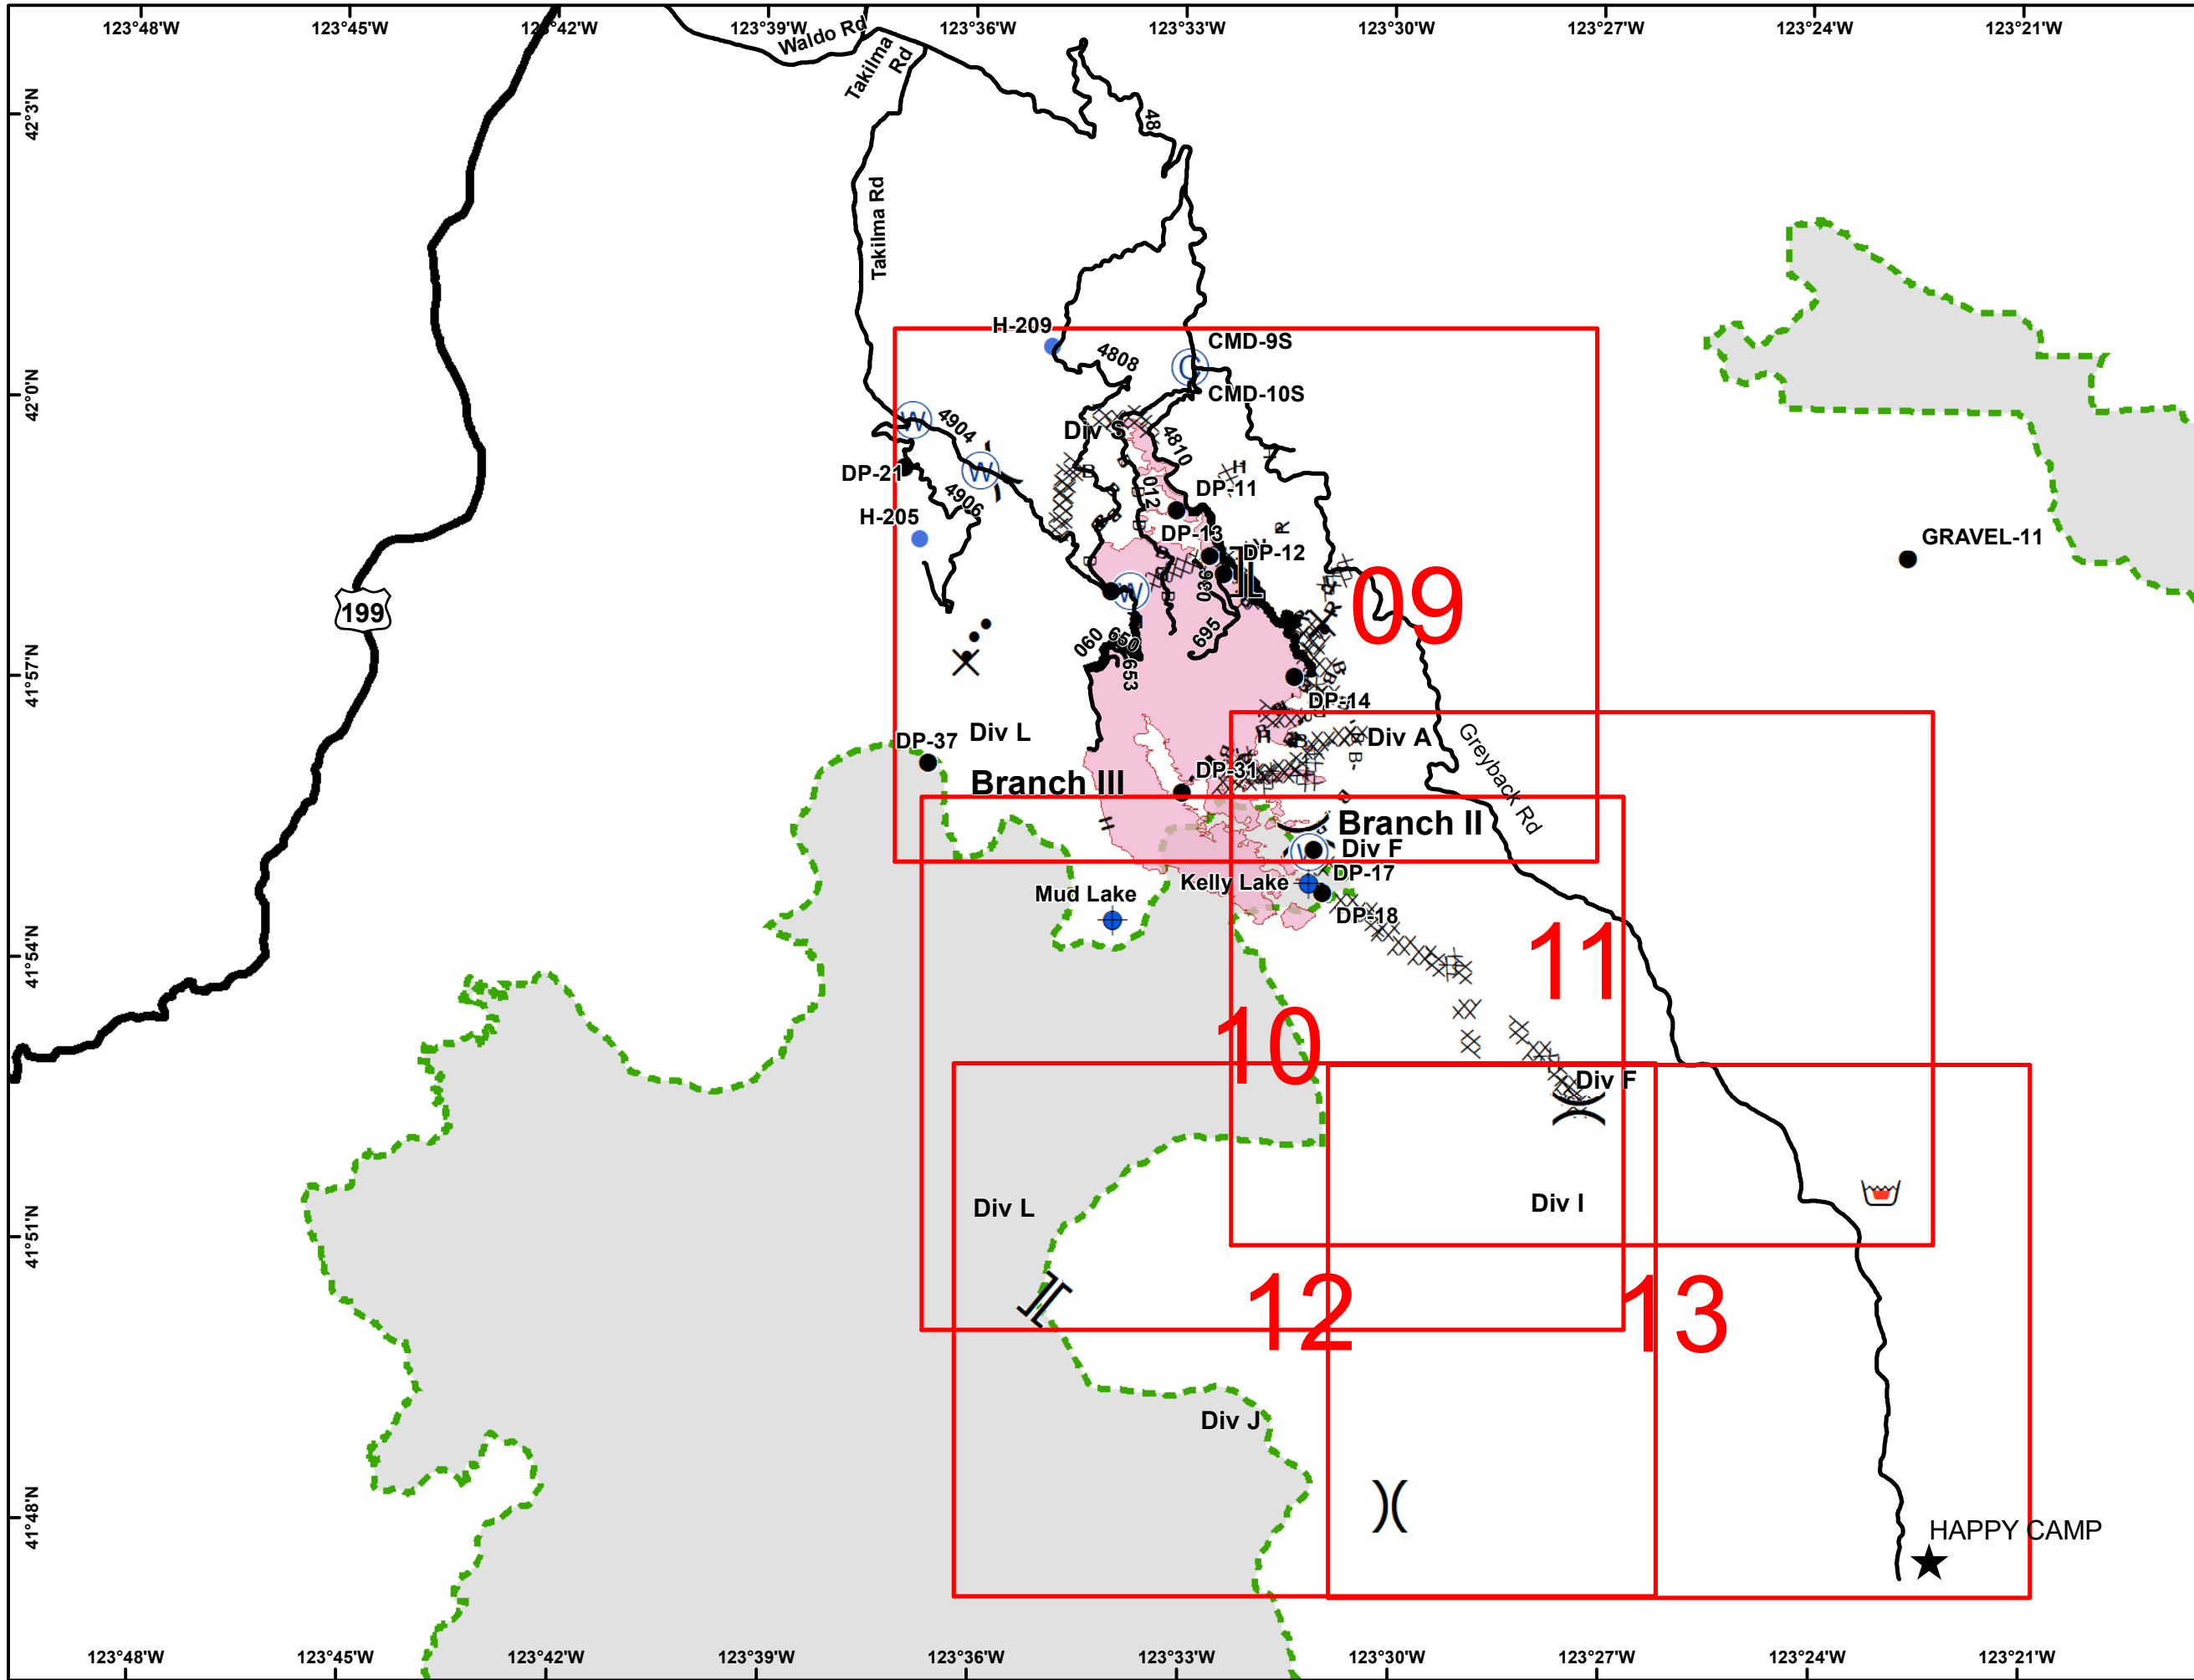 123°48'W 123°45'W 123°42'W 123°39'W 123°36'W 123°33'W 123°30'W 123°27'W 123°24'W 123°21'W
Waldo Rd
Takilma
Rd
42°3'N
48
Takilma Rd
H-209
CMD-9S
4808
C
42°0'N
CMD-10S
W
4904
Div S
4810
W
DP-21
B
H
H
4906
012
DP-11
H-205
DP-13
R
GRAVEL-11
DP-12
W
930
199
09
060
650
695
653
41°57'N
DP-14
Div L
Div A
DP-37
Greyback Rd
H
B
DP-31
Branch III
H
Branch II
Div F
DP-17
Kelly Lake
Mud Lake
DP-18
41°54'N
11
10
Div F
Div L
Div I
41°51'N
12
13
Div J
41°48'N
HAPPY CAMP
123°48'W 123°45'W 123°42'W 123°39'W 123°36'W 123°33'W 123°30'W 123°27'W 123°24'W 123°21'W